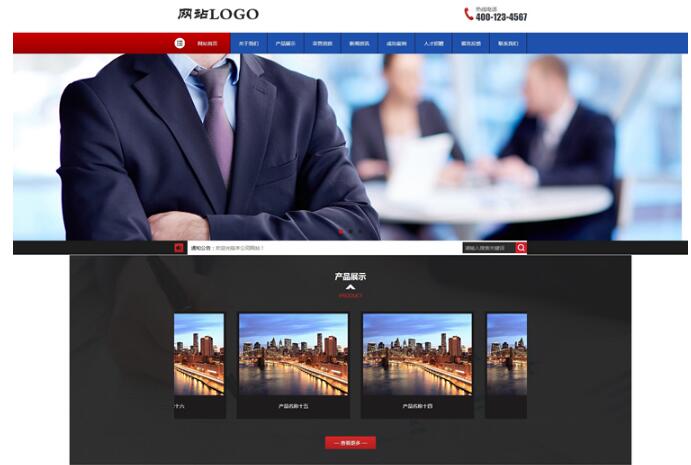 网站LOGO
热线电话
400-123-4567
网站首页 关于我们 产品展示 荣誉资质 新闻资讯 成功案例 人才招聘 留言反馈 联系我们
通知公告：欢迎光临本公司网站！
请输入搜索关键词
产品展示
PRODUCT
十六 产品名称十五 产品名称十四
— 查看更多 —